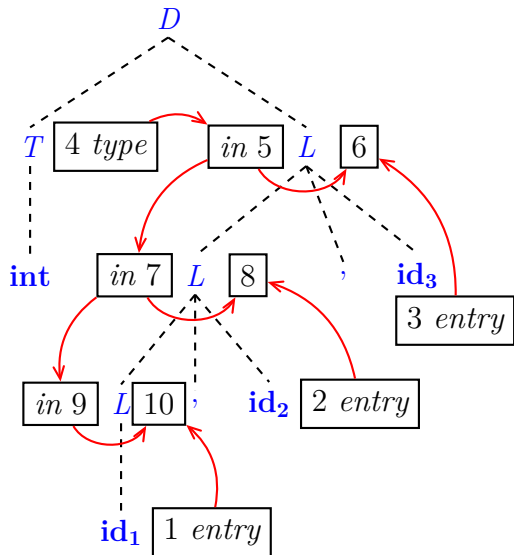 D
T 4 type in 5 L 6
int in 7 L 8 , id3
3 entry
in 9 L 10 , id2 2 entry
id1 1 entry